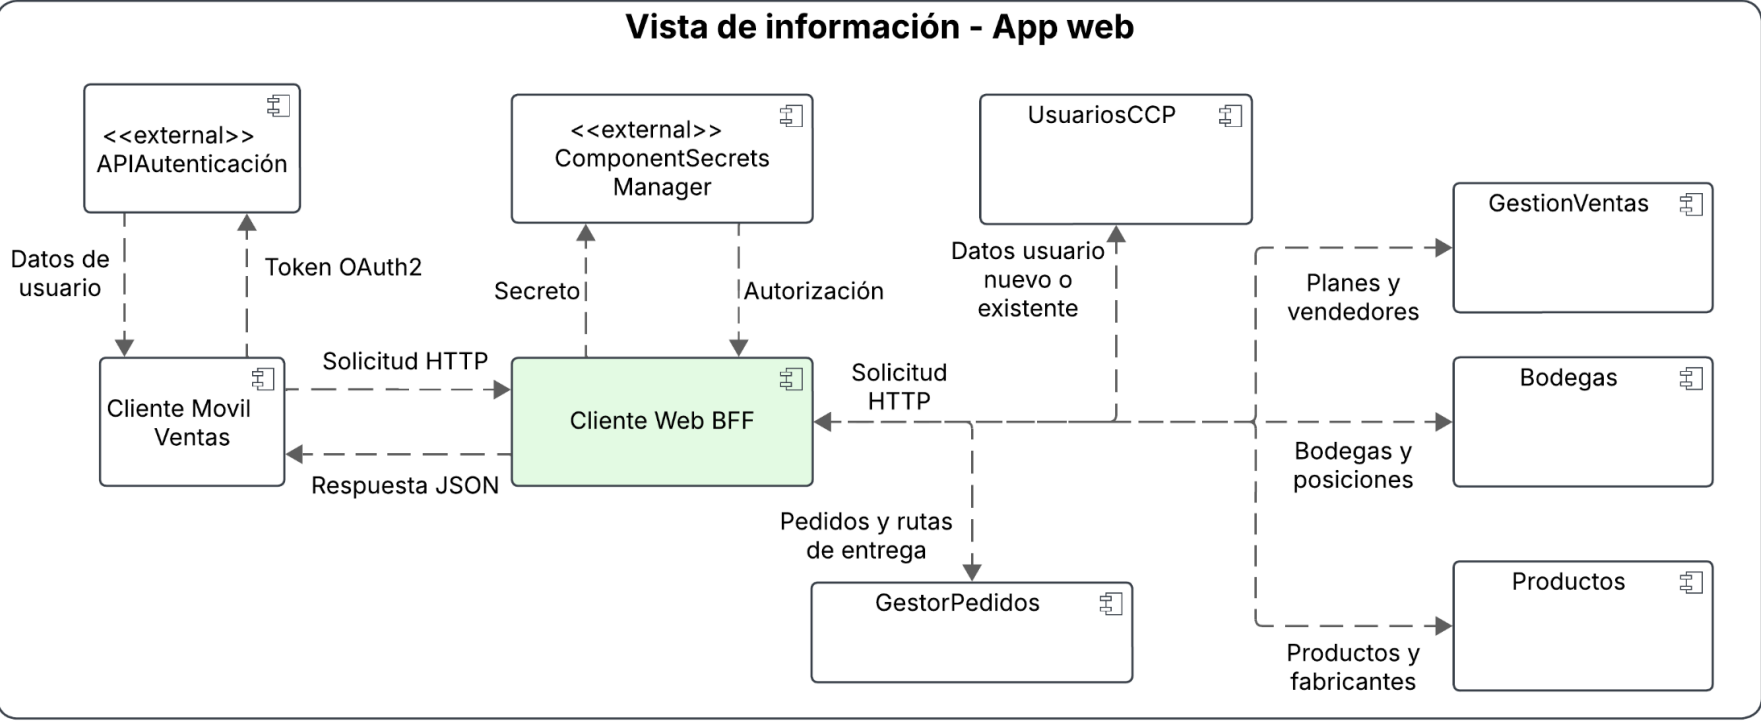 Vista de información - App web
<<external>>
APIAutenticación
<<external>>
ComponentSecrets
Manager
UsuariosCCP
GestionVentas
Datos de
usuario
Token OAuth2
Secreto
Autorización
Datos usuario
nuevo o
existente
Planes y
vendedores
Cliente Movil
Ventas
Solicitud HTTP
Respuesta JSON
Cliente Web BFF
Solicitud
HTTP
Bodegas
Bodegas y
posiciones
Pedidos y rutas
de entrega
GestorPedidos
Productos
Productos y
fabricantes